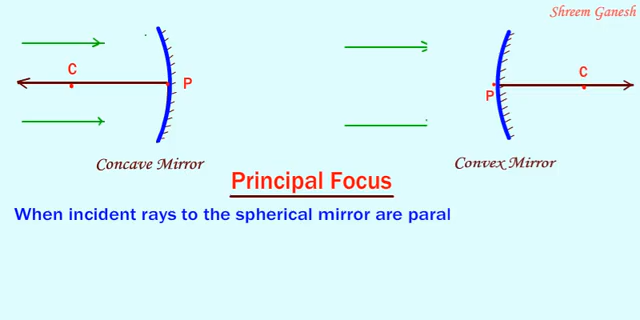 Shreem Ganesh
C
P
C
P
Concave Mirror
Convex Mirror
Principal Focus
When incident rays to the spherical mirror are paral